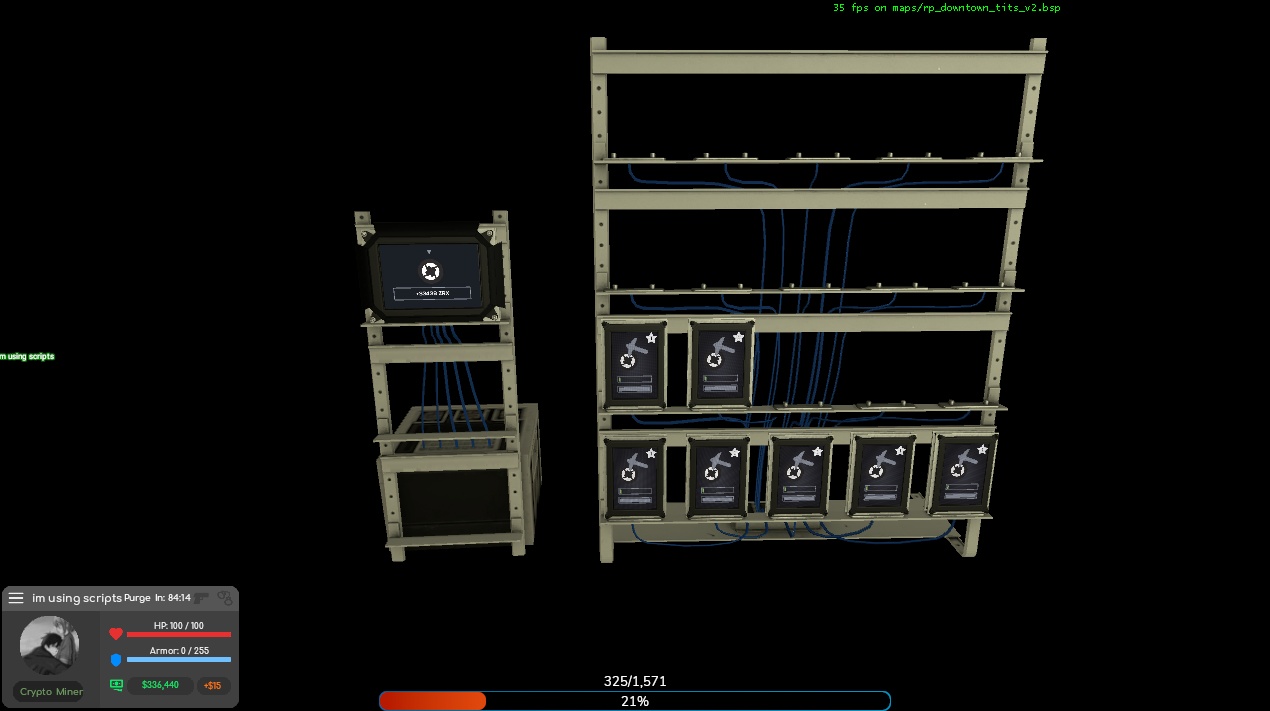 35 fps on maps/rp_downtown_tits_v2.bsp
m using scripts
im using scripts Purge In: 84:14
HP: 100 / 100
Armor: 0 / 255
Crypto Miner
$336,440
+$15
325/1,571
21%